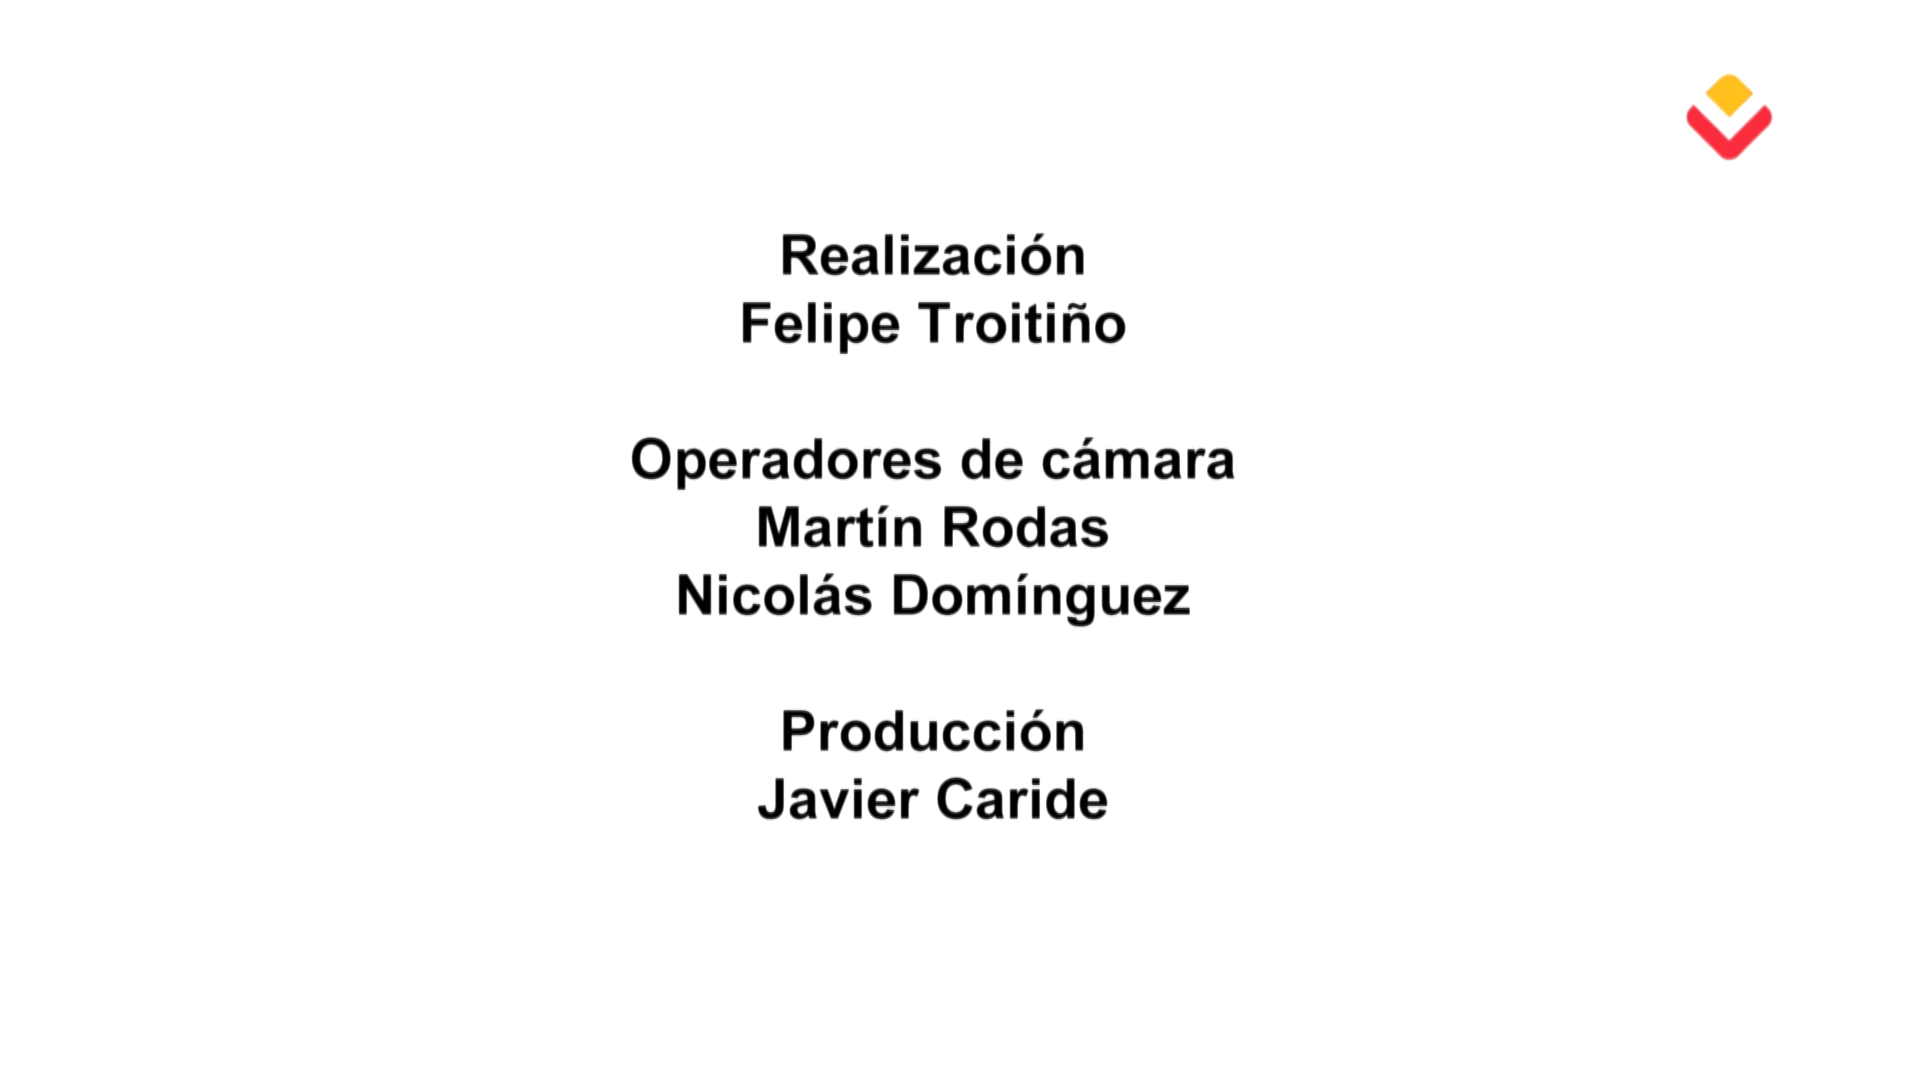 Realización
Felipe Troitiño
Operadores de cámara
Martín Rodas
Nicolás Domínguez
Producción
Javier Caride